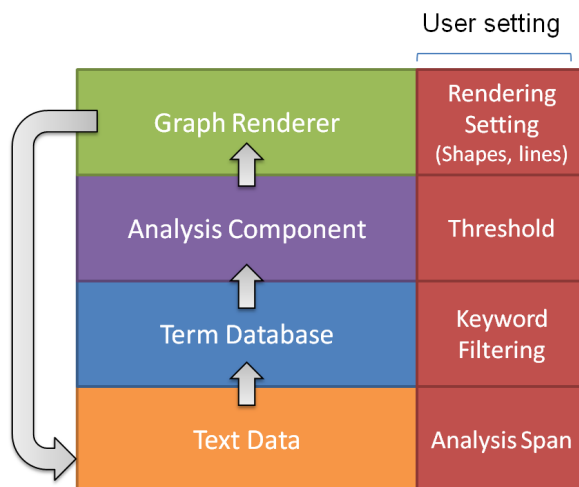 User setting
Graph Renderer
Rendering
Setting
(Shapes, lines)
Analysis Component
Threshold
Term Database
Keyword
Filtering
Text Data
Analysis Span